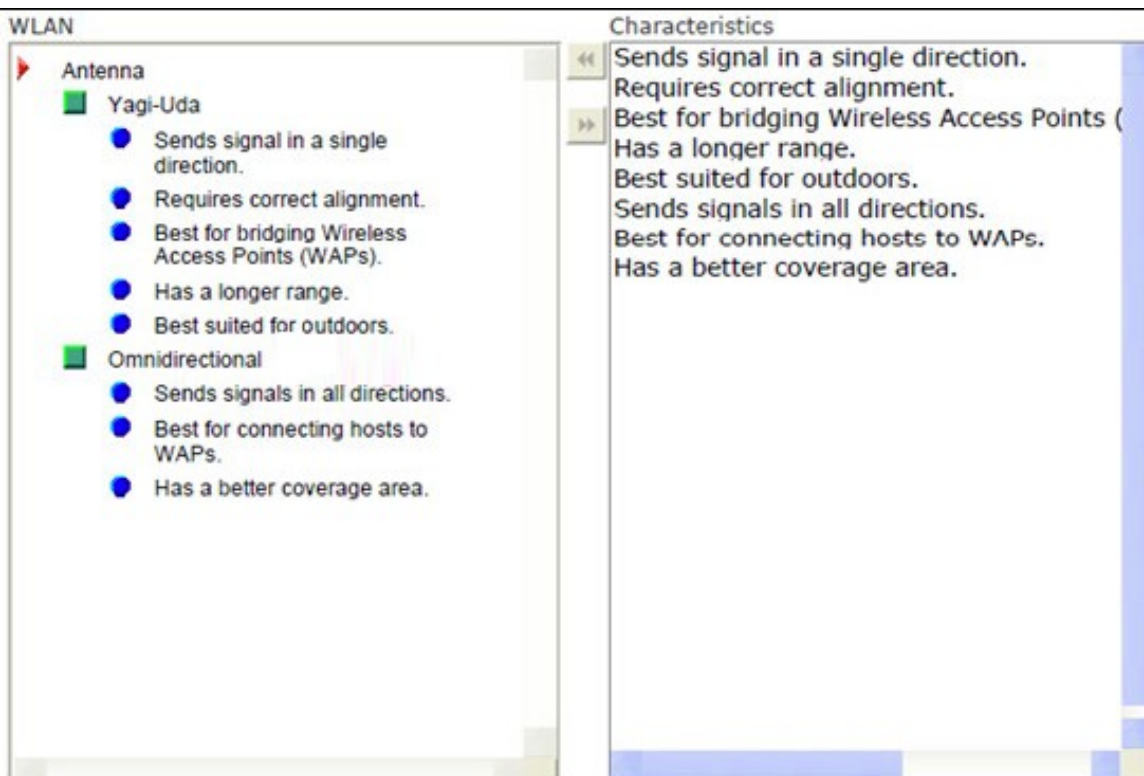 WLAN
Antenna
Yagi-Uda
Sends signal in a single
direction.
Requires correct alignment.
Best for bridging Wireless
Access Points (WAPs).
Has a longer range.
Best suited for outdoors.
Omnidirectional
Sends signals in all directions.
Best for connecting hosts to
WAPs.
Has a better coverage area.
Characteristics
Sends signal in a single direction.
Requires correct alignment.
Best for bridging Wireless Access Points (
Has a longer range.
Best suited for outdoors.
Sends signals in all directions.
Best for connecting hosts to WAPs.
Has a better coverage area.